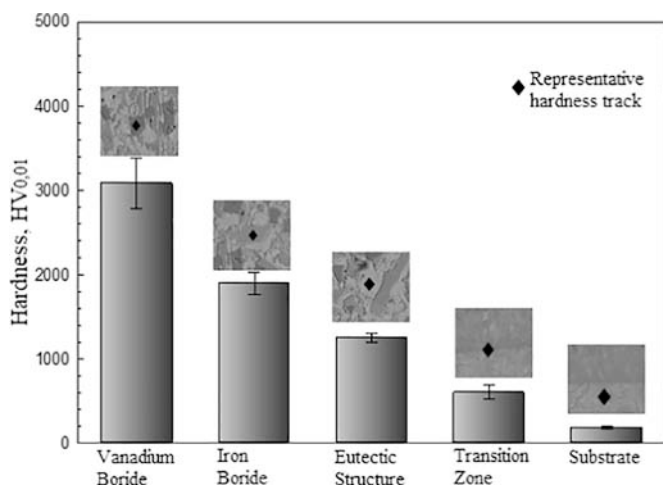 5000
4000
3000
2000
1000
0
Hardness, HV0,01
Representative
hardness track
Vanadium
Boride
Iron
Boride
Eutectic
Structure
Transition
Zone
Substrate